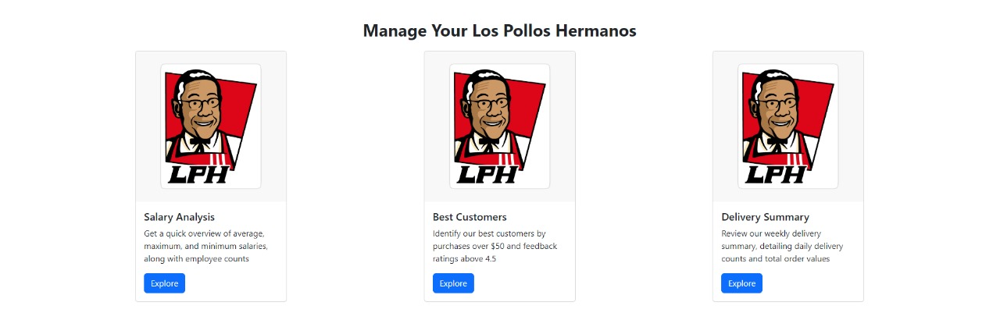 Manage Your Los Pollos Hermanos
LPH
Salary Analysis
Get a quick overview of average,
maximum, and minimum salaries,
along with employee counts
Explore
LPH
Best Customers
Identify our best customers by
purchases over $50 and feedback
ratings above 4.5
Explore
LPH
Delivery Summary
Review our weekly delivery
summary, detailing daily delivery
counts and total order values
Explore